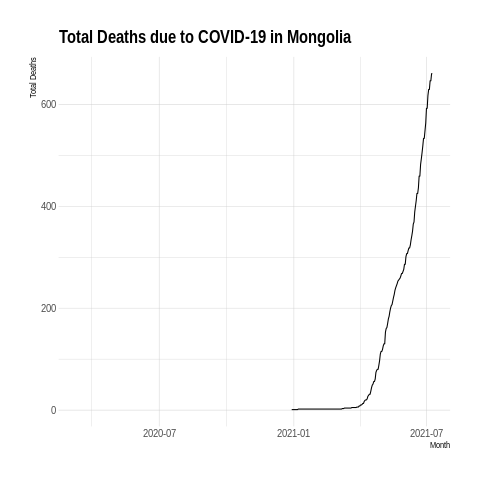 Total Deaths due to COVID-19 in Mongolia
Total Deaths
600
400
200
0
2020-07
2021-01
2021-07
Month